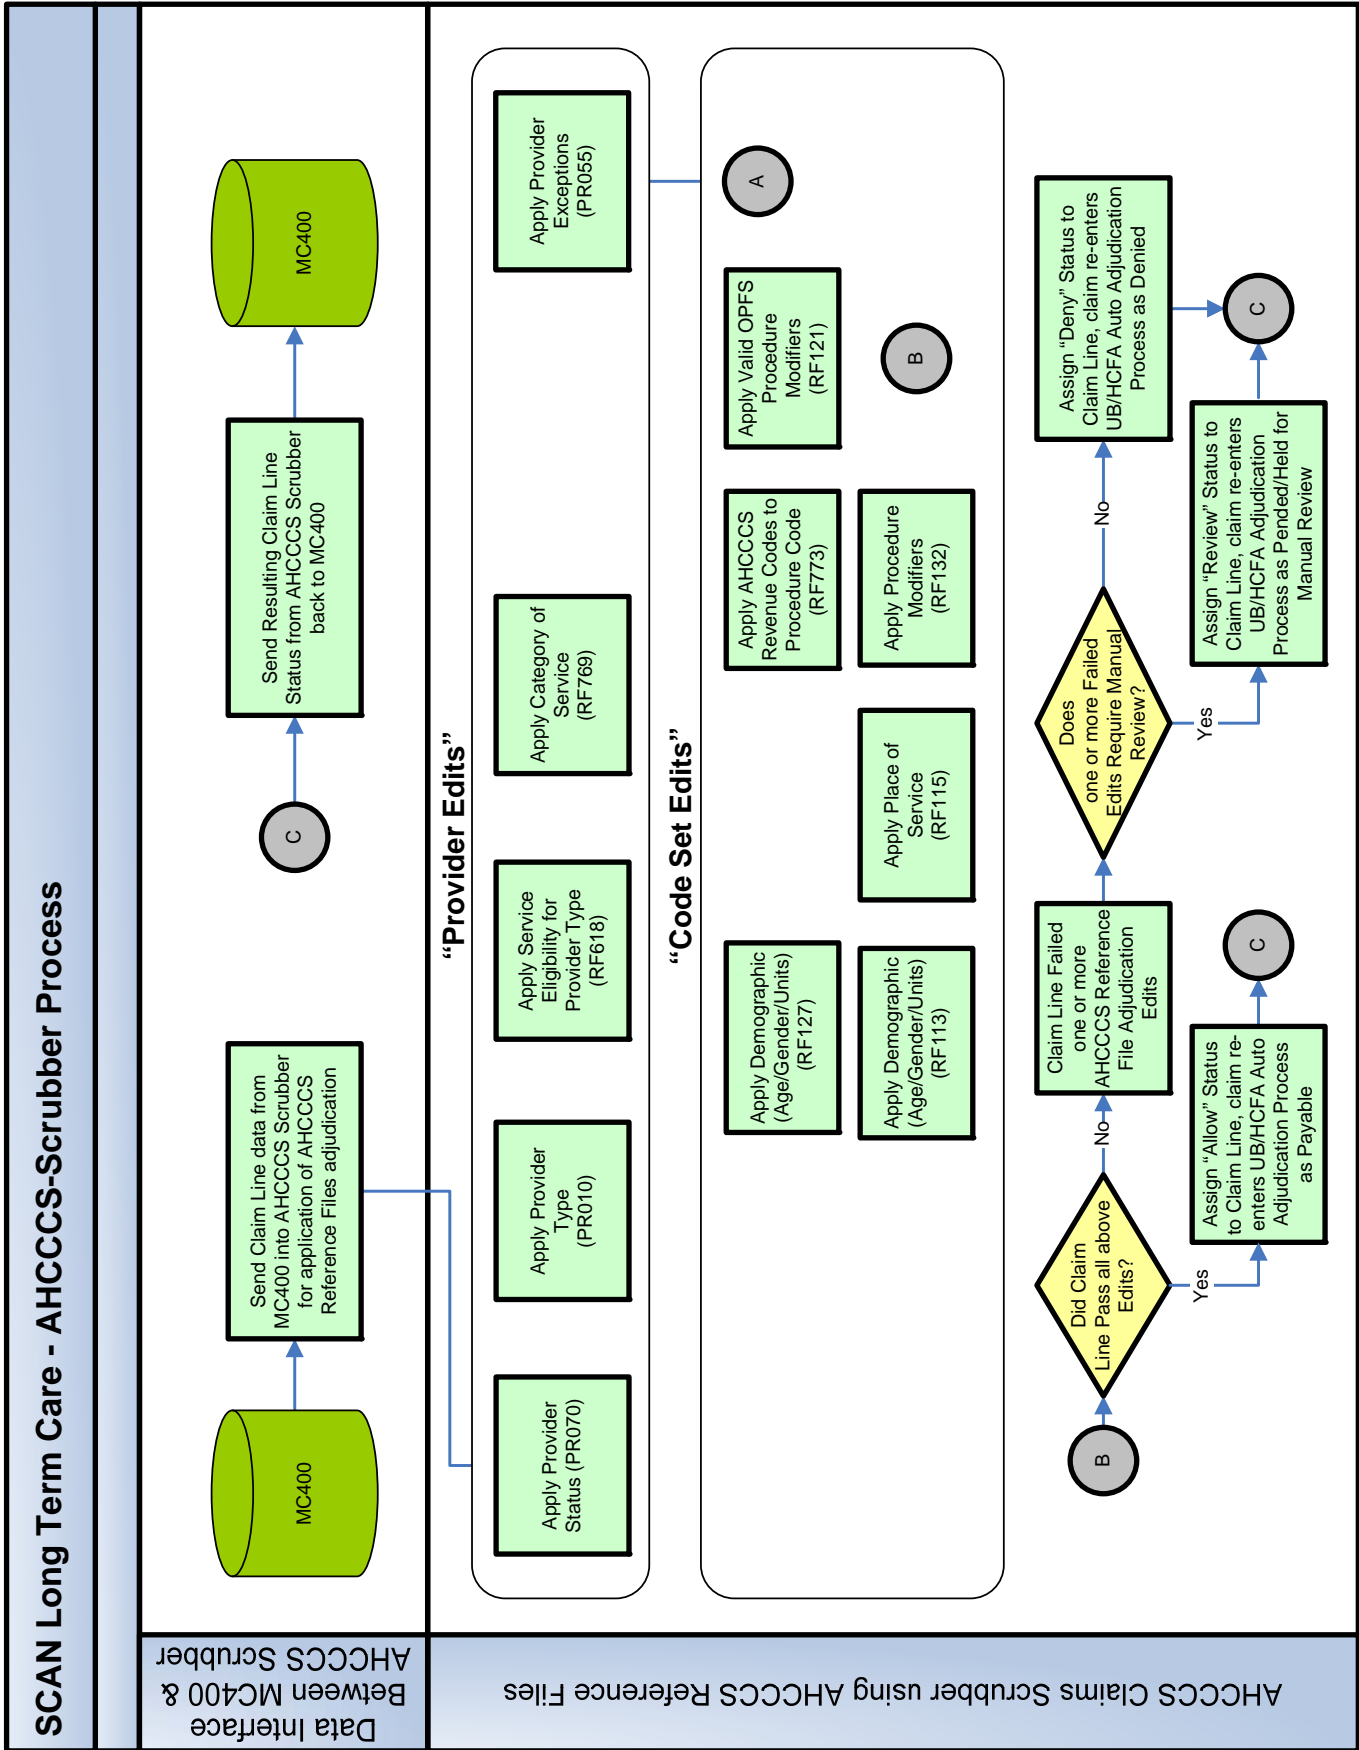 SCAN Long Term Care - AHCCCS-Scrubber Process
Data Interface
Between MC400 &
AHCCCS Scrubber
MC400
Send Claim Line data from
MC400 into AHCCCS Scrubber
for application of AHCCCS
Reference Files adjudication
C
Send Resulting Claim Line
Status from AHCCCS Scrubber
back to MC400
MC400
AHCCCS Claims Scrubber using AHCCCS Reference Files
“Provider Edits”
Apply Provider
Status (PR070)
Apply Provider
Type
(PR010)
Apply Service
Eligibility for
Provider Type
(RF618)
Apply Category of
Service
(RF769)
Apply Provider
Exceptions
(PR055)
“Code Set Edits”
Apply Demographic
(Age/Gender/Units)
(RF127)
Apply AHCCCS
Revenue Codes to
Procedure Code
(RF773)
Apply Valid OPFS
Procedure
Modifiers
(RF121)
A
Apply Demographic
(Age/Gender/Units)
(RF113)
Apply Place of
Service
(RF115)
Apply Procedure
Modifiers
(RF132)
B
B
Did Claim
Line Pass all above
Edits?
No
Claim Line Failed
one or more
AHCCCS Reference
File Adjudication
Edits
Does
one or more Failed
Edits Require Manual
Review?
No
Assign “Deny” Status to
Claim Line, claim re-enters
UB/HCFA Auto Adjudication
Process as Denied
Yes
Assign “Allow” Status
to Claim Line, claim re-
enters UB/HCFA Auto
Adjudication Process
as Payable
C
Yes
Assign “Review” Status to
Claim Line, claim re-enters
UB/HCFA Adjudication
Process as Pended/Held for
Manual Review
C